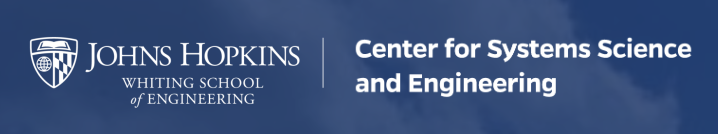 JOHNS HOPKINS
WHITING SCHOOL
of ENGINEERING
Center for Systems Science
and Engineering